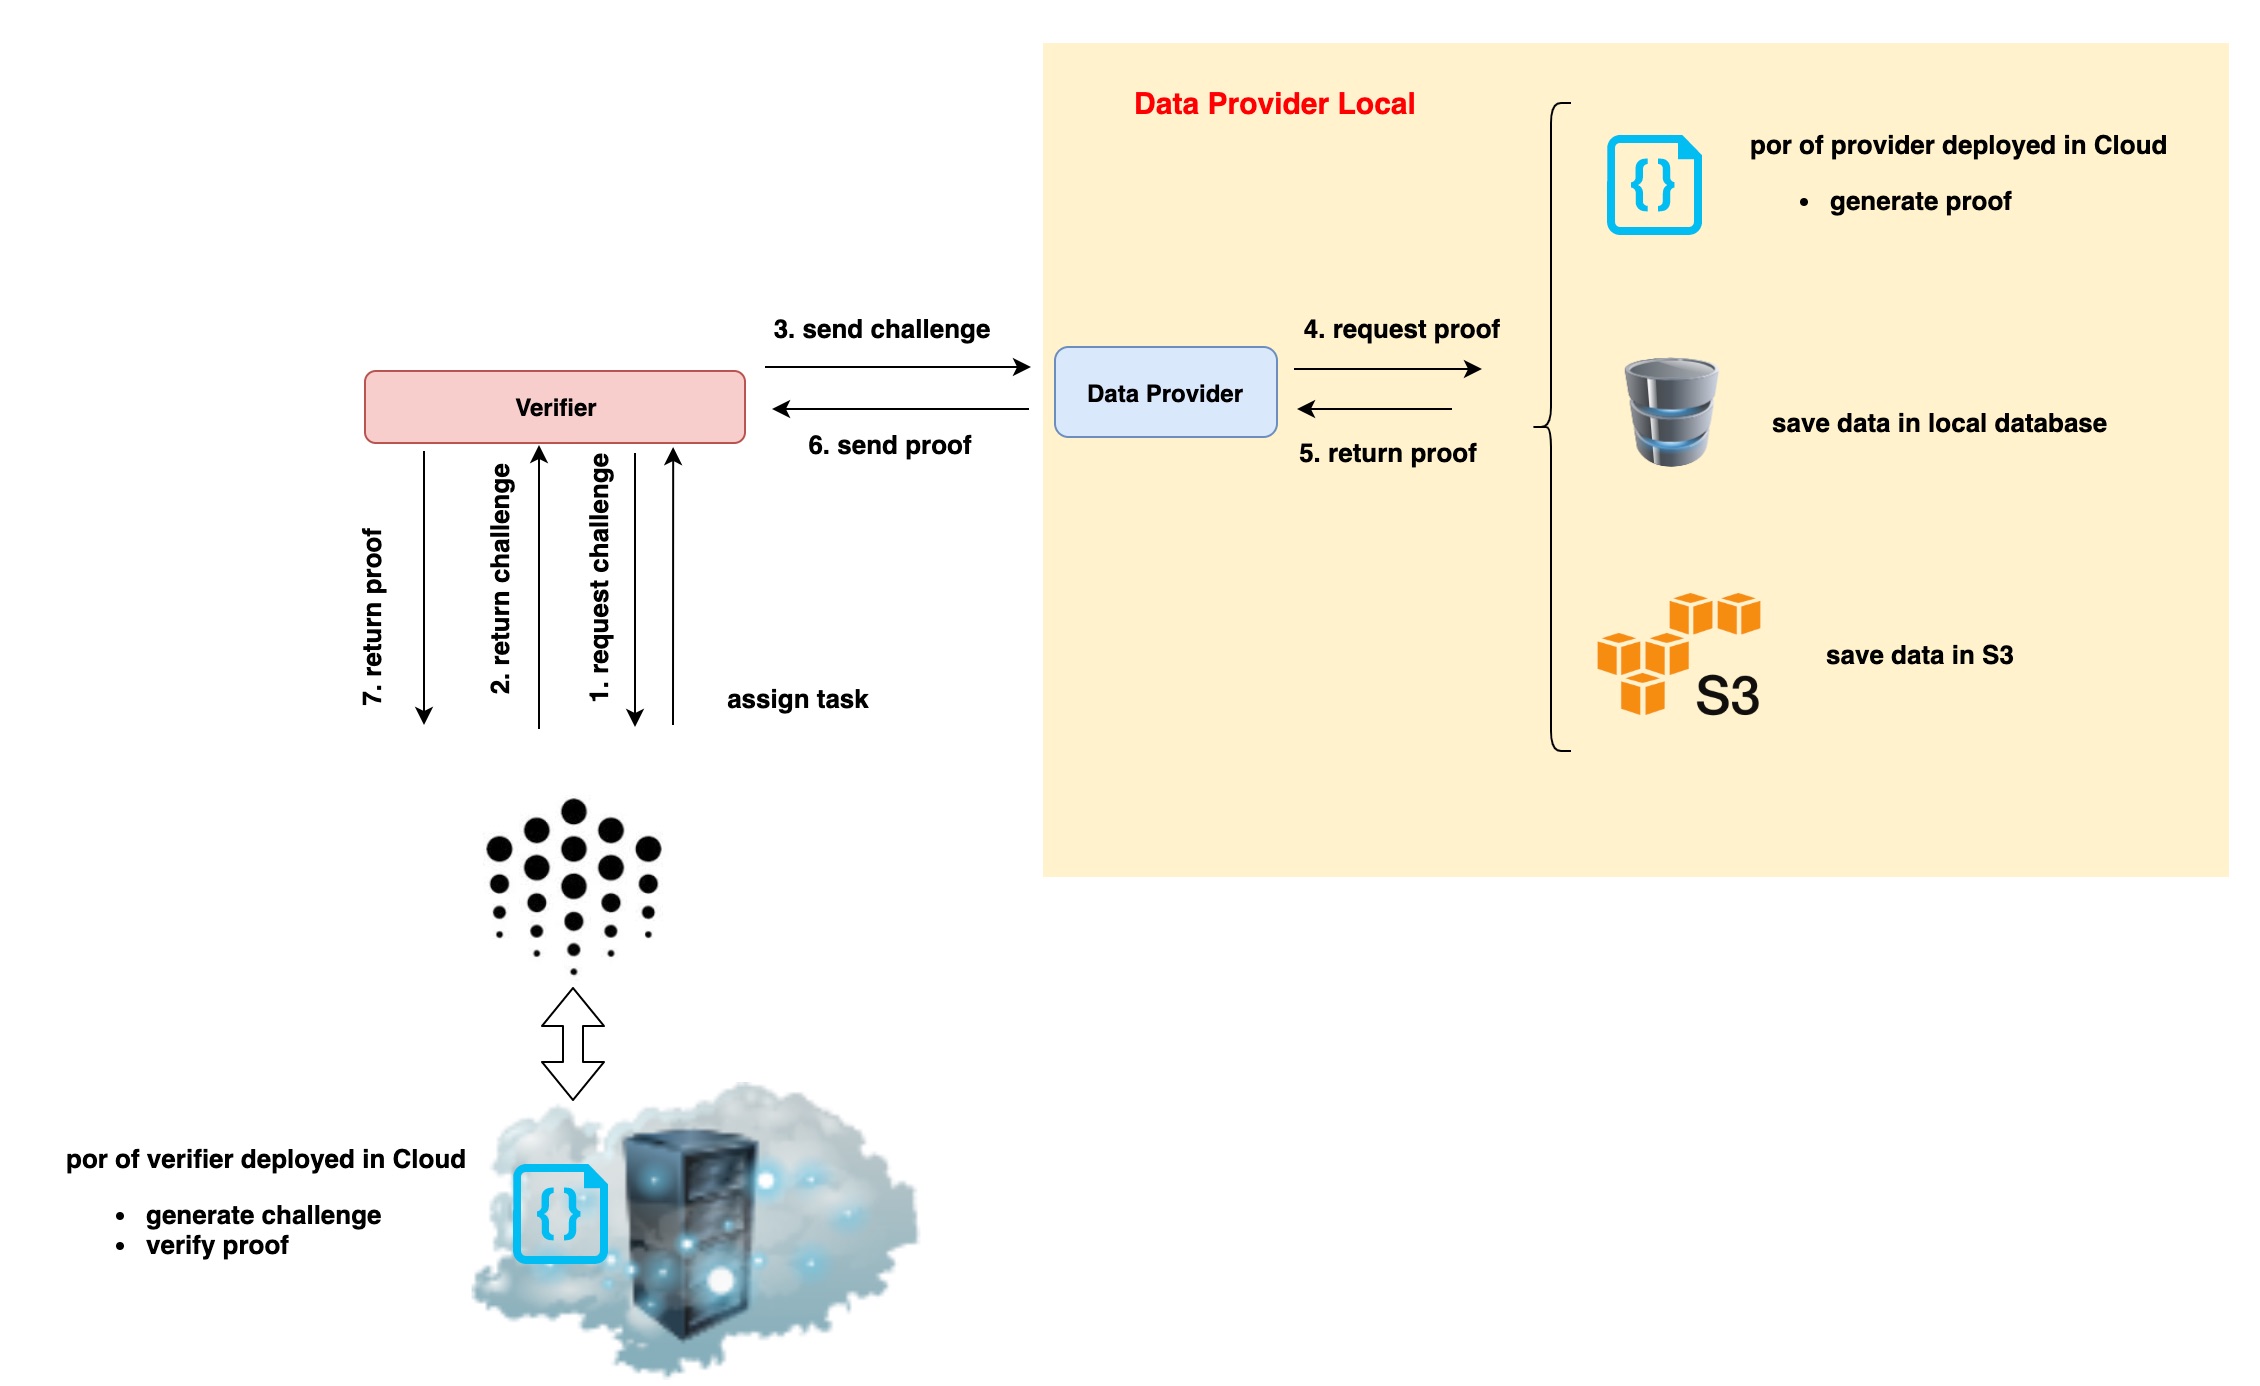 Data Provider Local
por of provider deployed in Cloud
• generate proof
3. send challenge
4. request proof
Verifier
Data Provider
6. send proof
5. return proof
save data in local database
7. return proof
2. return challenge
1. request challenge
assign task
save data in S3
S3
por of verifier deployed in Cloud
• generate challenge
• verify proof
{}
{}